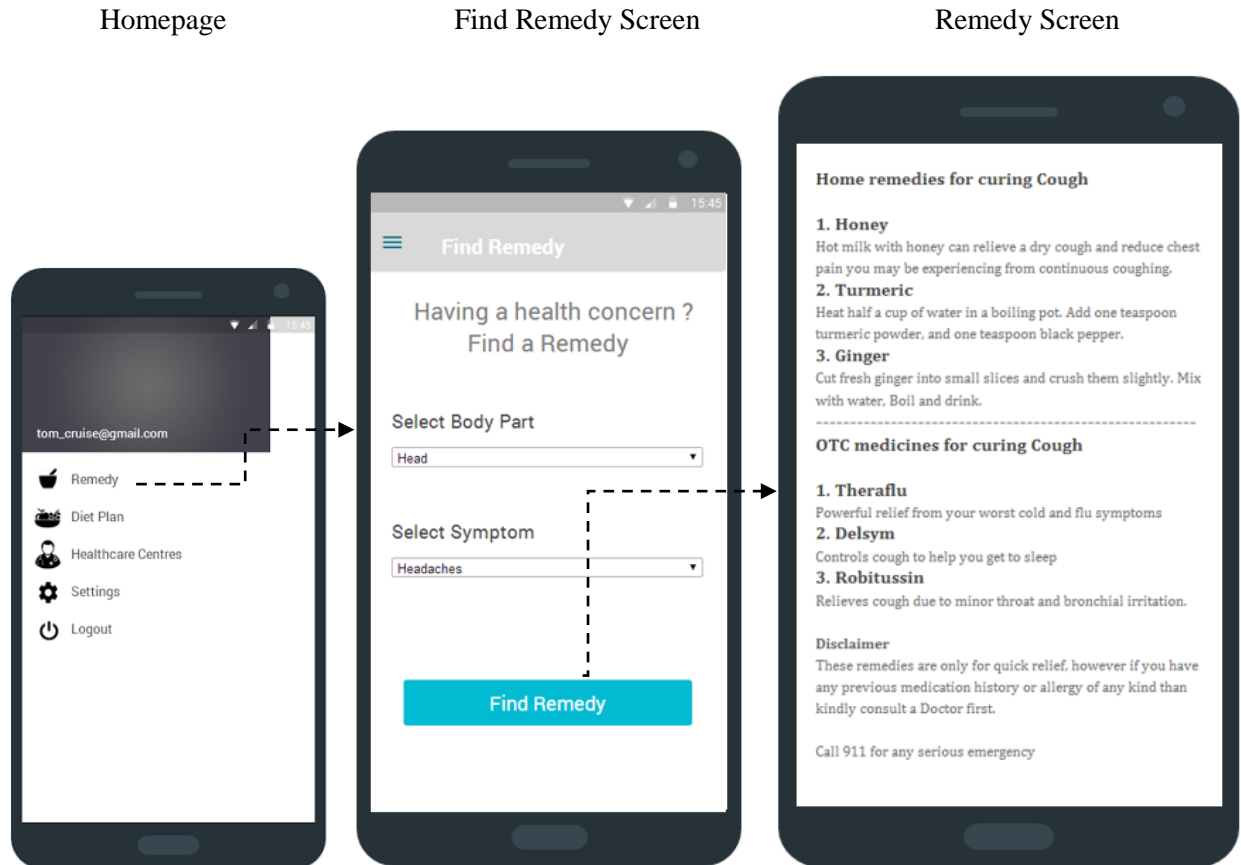 Homepage
Find Remedy Screen
Remedy Screen
15:45
tom_cruise@gmail.com
Remedy
Diet Plan
Healthcare Centres
Settings
Logout
15:45
Find Remedy
Having a health concern ?
Find a Remedy
Select Body Part
Head
Select Symptom
Headaches
Find Remedy
Home remedies for curing Cough
1. Honey
Hot milk with honey can relieve a dry cough and reduce chest
pain you may be experiencing from continuous coughing.
2. Turmeric
Heat half a cup of water in a boiling pot. Add one teaspoon
turmeric powder, and one teaspoon black pepper.
3. Ginger
Cut fresh ginger into small slices and crush them slightly. Mix
with water, Boil and drink.
--------------------------------------------------------
OTC medicines for curing Cough
1. Theraflu
Powerful relief from your worst cold and flu symptoms
2. Delsym
Controls cough to help you get to sleep
3. Robitussin
Relieves cough due to minor throat and bronchial irritation.
Disclaimer
These remedies are only for quick relief, however if you have
any previous medication history or allergy of any kind than
kindly consult a Doctor first.
Call 911 for any serious emergency